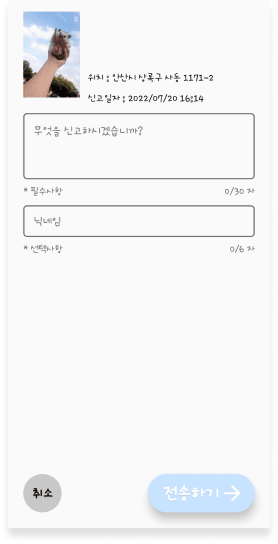 위치 : 안산시 상록구 사동 1171-2
신고일자 : 2022/07/20 16:14
무엇을 신고하시겠습니까?
* 필수사항 0/30 자
닉네임
* 선택사항 0/6 자
취소 전송하기 →